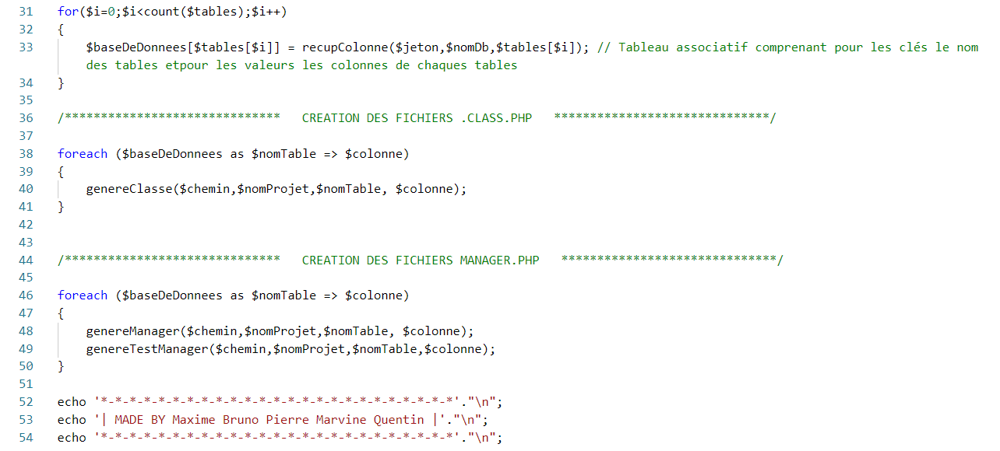 31 for($i=0;$i<count($tables);$i++)
32 {
33 $baseDeDonnees[$tables[$i]] = recupColonne($jeton,$nomDb,$tables[$i]); // Tableau associatif comprenant pour les clés le nom
des tables etpour les valeurs les colonnes de chaques tables
34 }
35
36 /****************************** CREATION DES FICHIERS .CLASS.PHP ******************************/
37
38 foreach ($baseDeDonnees as $nomTable => $colonne)
39 {
40 genereClasse($chemin,$nomProjet,$nomTable, $colonne);
41 }
42
43
44 /****************************** CREATION DES FICHIERS MANAGER.PHP ******************************/
45
46 foreach ($baseDeDonnees as $nomTable => $colonne)
47 {
48 genereManager($chemin,$nomProjet,$nomTable, $colonne);
49 genereTestManager($chemin,$nomProjet,$nomTable,$colonne);
50 }
51
52 echo '*-*-*-*-*-*-*-*-*-*-*-*-*-*-*-*-*-*-*-*-*-*-*-*-*'."\n";
53 echo '| MADE BY Maxime Bruno Pierre Marvine Quentin |'."\n";
54 echo '*-*-*-*-*-*-*-*-*-*-*-*-*-*-*-*-*-*-*-*-*-*-*-*-*'."\n";